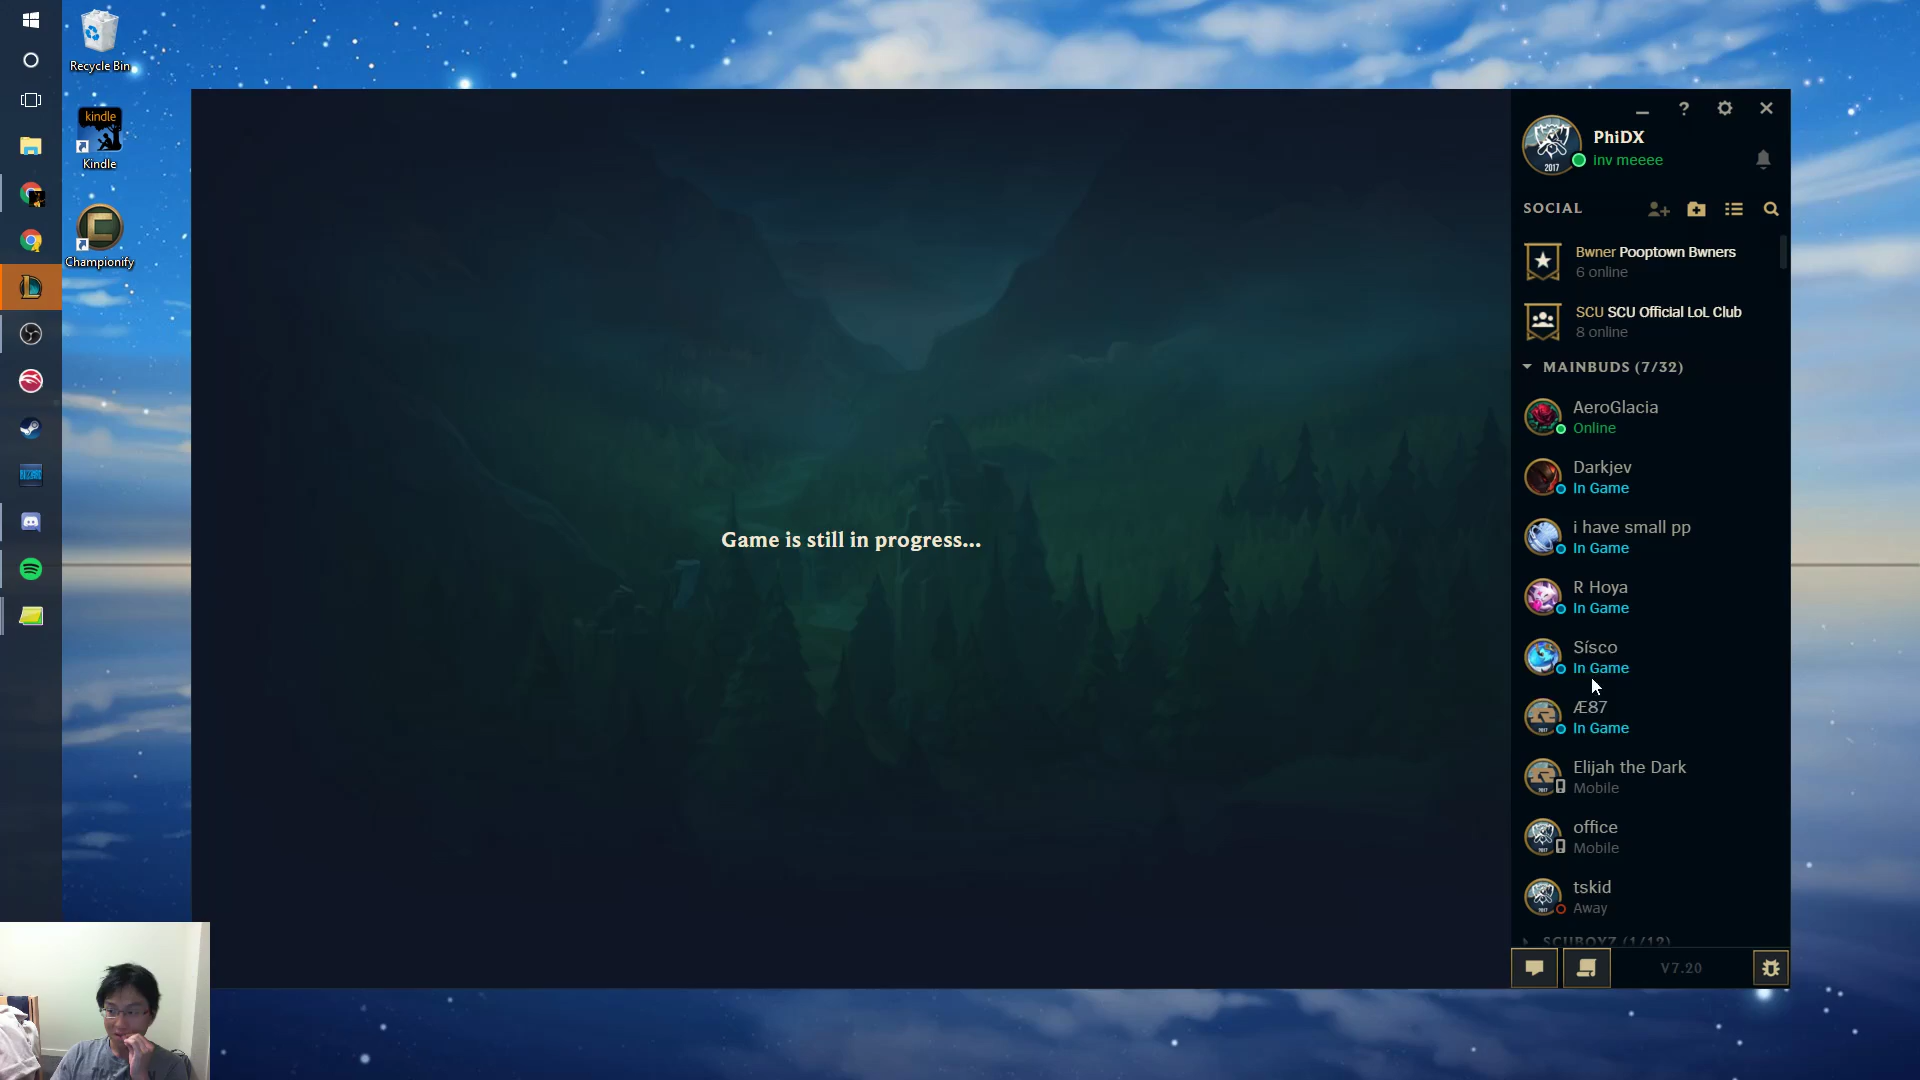 Recycle Bin
kindle
Kindle
Championify
Game is still in progress...
PhiDX
Inv meeee
2017
SOCIAL
Bwner Pooptown Bwners
6 online
SCU SCU Official LoL Club
8 online
MAINBUDS (7/32)
AeroGlacia
Online
Darkjev
In Game
i have small pp
In Game
R Hoya
In Game
Sísco
In Game
Æ87
In Game
Elijah the Dark
Mobile
office
Mobile
tskid
Away
SCUBOYZ (1/12)
V7.20